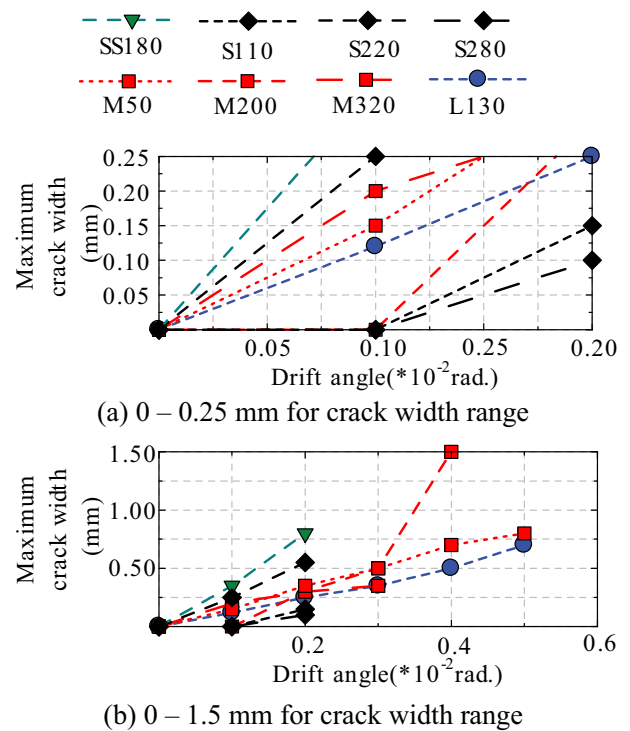 SS180 S110 S220 S280
M50 M200 M320 L130
0.25
0.20
0.15
0.10
0.05
Maximum crack width (mm)
0.05 0.10 0.25 0.20
Drift angle(*10-2rad.)
(a) 0 – 0.25 mm for crack width range
1.50
1.00
0.50
Maximum crack width (mm)
0.2 0.4 0.6
Drift angle(*10-2rad.)
(b) 0 – 1.5 mm for crack width range